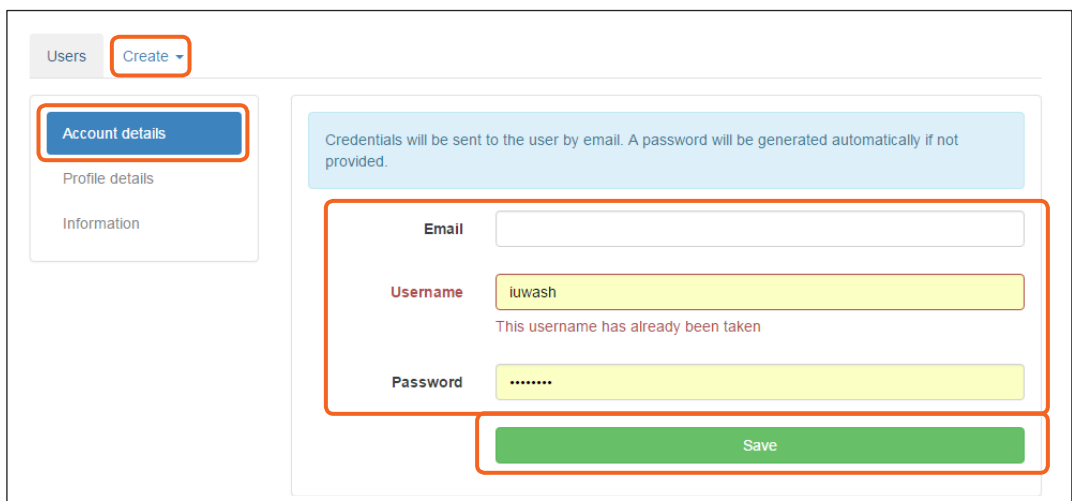 Users Create
Account details
Profile details
Information
Credentials will be sent to the user by email. A password will be generated automatically if not
provided.
Email
Username iuwash
This username has already been taken
Password ••••••••
Save